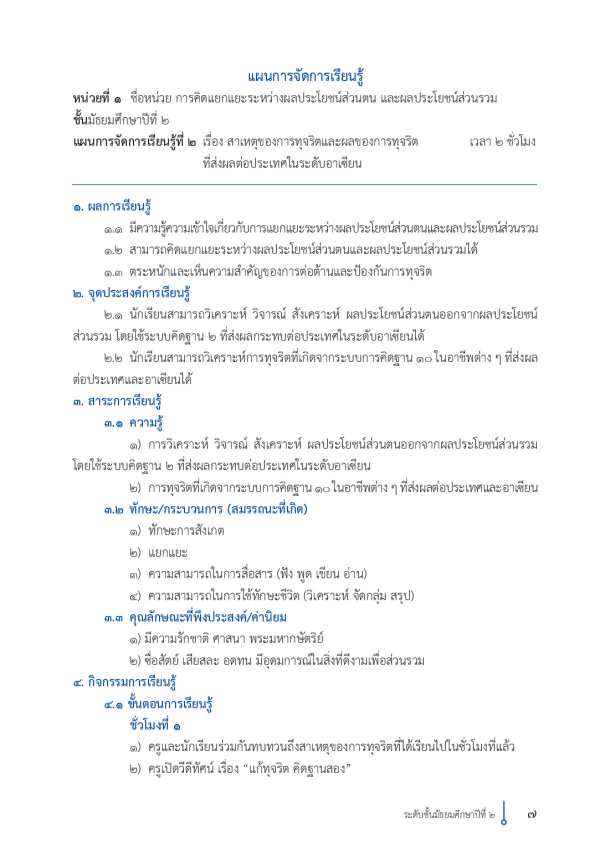 แผนการจัดการเรียนรู้
หน่วยที่ ๑ ชื่อหน่วย การคิดแยกแยะระหว่างผลประโยชน์ส่วนตน และผลประโยชน์ส่วนรวม
ชั้นมัธยมศึกษาปีที่ ๒
แผนการจัดการเรียนรู้ที่ ๒ เรื่อง สาเหตุของการทุจริตและผลของการทุจริต เวลา ๒ ชั่วโมง
ที่ส่งผลต่อประเทศในระดับอาเซียน
๑. ผลการเรียนรู้
๑.๑ มีความรู้ความเข้าใจเกี่ยวกับการแยกแยะระหว่างผลประโยชน์ส่วนตนและผลประโยชน์ส่วนรวม
๑.๒ สามารถคิดแยกแยะระหว่างผลประโยชน์ส่วนตนและผลประโยชน์ส่วนรวมได้
๑.๓ ตระหนักและเห็นความสำคัญของการต่อต้านและป้องกันการทุจริต
๒. จุดประสงค์การเรียนรู้
๒.๑ นักเรียนสามารถวิเคราะห์ วิจารณ์ สังเคราะห์ ผลประโยชน์ส่วนตนออกจากผลประโยชน์
ส่วนรวม โดยใช้ระบบคิดฐาน ๒ ที่ส่งผลกระทบต่อประเทศในระดับอาเซียนได้
๒.๒ นักเรียนสามารถวิเคราะห์การทุจริตที่เกิดจากระบบการคิดฐาน ๑๐ ในอาชีพต่าง ๆ ที่ส่งผล
ต่อประเทศและอาเซียนได้
๓. สาระการเรียนรู้
๓.๑ ความรู้
๑) การวิเคราะห์ วิจารณ์ สังเคราะห์ ผลประโยชน์ส่วนตนออกจากผลประโยชน์ส่วนรวม
โดยใช้ระบบคิดฐาน ๒ ที่ส่งผลกระทบต่อประเทศในระดับอาเซียน
๒) การทุจริตที่เกิดจากระบบการคิดฐาน ๑๐ ในอาชีพต่าง ๆ ที่ส่งผลต่อประเทศและอาเซียน
๓.๒ ทักษะ/กระบวนการ (สมรรถนะที่เกิด)
๑) ทักษะการสังเกต
๒) แยกแยะ
๓) ความสามารถในการสื่อสาร (ฟัง พูด เขียน อ่าน)
๔) ความสามารถในการใช้ทักษะชีวิต (วิเคราะห์ จัดกลุ่ม สรุป)
๓.๓ คุณลักษณะที่พึงประสงค์/ค่านิยม
๑) มีความรักชาติ ศาสนา พระมหากษัตริย์
๒) ซื่อสัตย์ เสียสละ อดทน มีอุดมการณ์ในสิ่งที่ดีงามเพื่อส่วนรวม
๔. กิจกรรมการเรียนรู้
๔.๑ ขั้นตอนการเรียนรู้
ชั่วโมงที่ ๑
๑) ครูและนักเรียนร่วมกันทบทวนถึงสาเหตุของการทุจริตที่ได้เรียนไปในชั่วโมงที่แล้ว
๒) ครูเปิดวีดีทัศน์ เรื่อง “แก้ทุจริต คิดฐานสอง”
ระดับชั้นมัธยมศึกษาปีที่ ๒ ๗